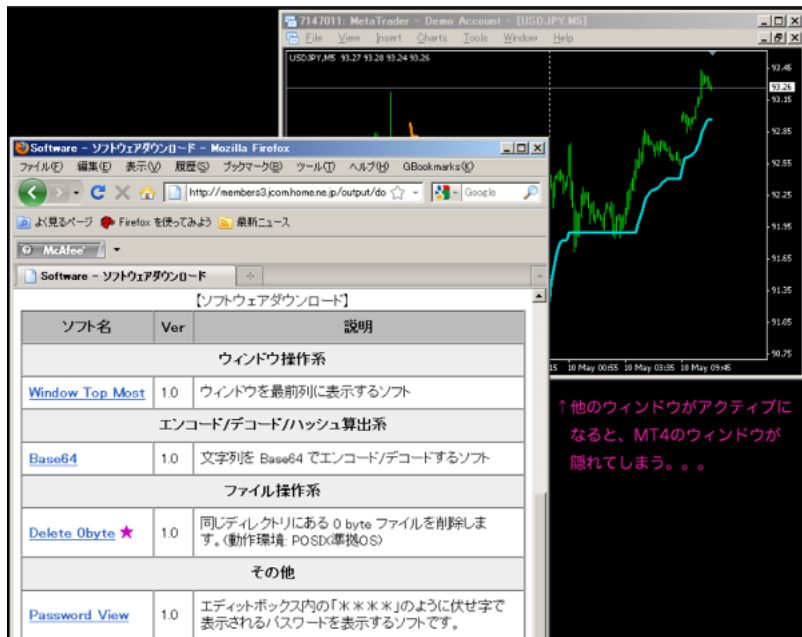 7147011: MetaTrader - Demo Account - [USDJPY,M5]
File View Insert Charts Tools Window Help
USDJPY,M5 93.27 93.28 93.24 93.26
93.45
93.26
93.15
92.85
92.55
92.25
91.95
91.65
91.35
91.05
90.75
15 10 May 00:55 10 May 03:35 10 May 09:45
Software - ソフトウェアダウンロード - Mozilla Firefox
ファイル(F) 編集(E) 表示(V) 履歴(S) ブックマーク(B) ツール(T) ヘルプ(H) GBookmarks(K)
http://members3.jcom.home.ne.jp/output/do
Google
よく見るページ Firefox を使ってみよう 最新ニュース
McAfee
Software - ソフトウェアダウンロード
【ソフトウェアダウンロード】
ソフト名 Ver 説明
ウィンドウ操作系
Window Top Most 1.0 ウィンドウを最前列に表示するソフト
エンコード/デコード/ハッシュ算出系
Base64 1.0 文字列を Base64 でエンコード/デコードするソフト
ファイル操作系
Delete 0byte ★ 1.0 同じディレクトリにある 0 byte ファイルを削除しま
す。(動作環境: POSIX準拠OS)
その他
Password View 1.0 エディットボックス内の「＊＊＊＊」のように伏せ字で
表示されるパスワードを表示するソフトです。
↑他のウィンドウがアクティブに
なると、MT4のウィンドウが
隠れてしまう。。。